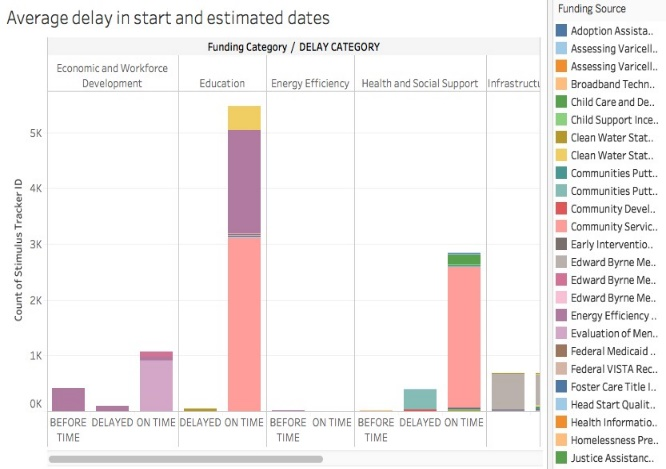 Average delay in start and estimated dates
Funding Category / DELAY CATEGORY
Economic and Workforce
Development
Education
Energy Efficiency
Health and Social Support
Infrastructu
Count of Stimulus Tracker ID
5K
4K
3K
2K
1K
0K
BEFORE
TIME
DELAYED
ON TIME
DELAYED
ON TIME
BEFORE
TIME
ON TIME
BEFORE
TIME
DELAYED
ON TIME
Funding Source
Adoption Assista..
Assessing Varicell..
Assessing Varicell..
Broadband Techn..
Child Care and De..
Child Support Ince..
Clean Water Stat..
Clean Water Stat..
Communities Putt..
Communities Putt..
Community Devel..
Community Servic..
Early Interventio..
Edward Byrne Me..
Edward Byrne Me..
Edward Byrne Me..
Energy Efficiency ..
Evaluation of Men..
Federal Medicaid ..
Federal VISTA Rec..
Foster Care Title I..
Head Start Qualit..
Health Informatio..
Homelessness Pre..
Justice Assistanc..